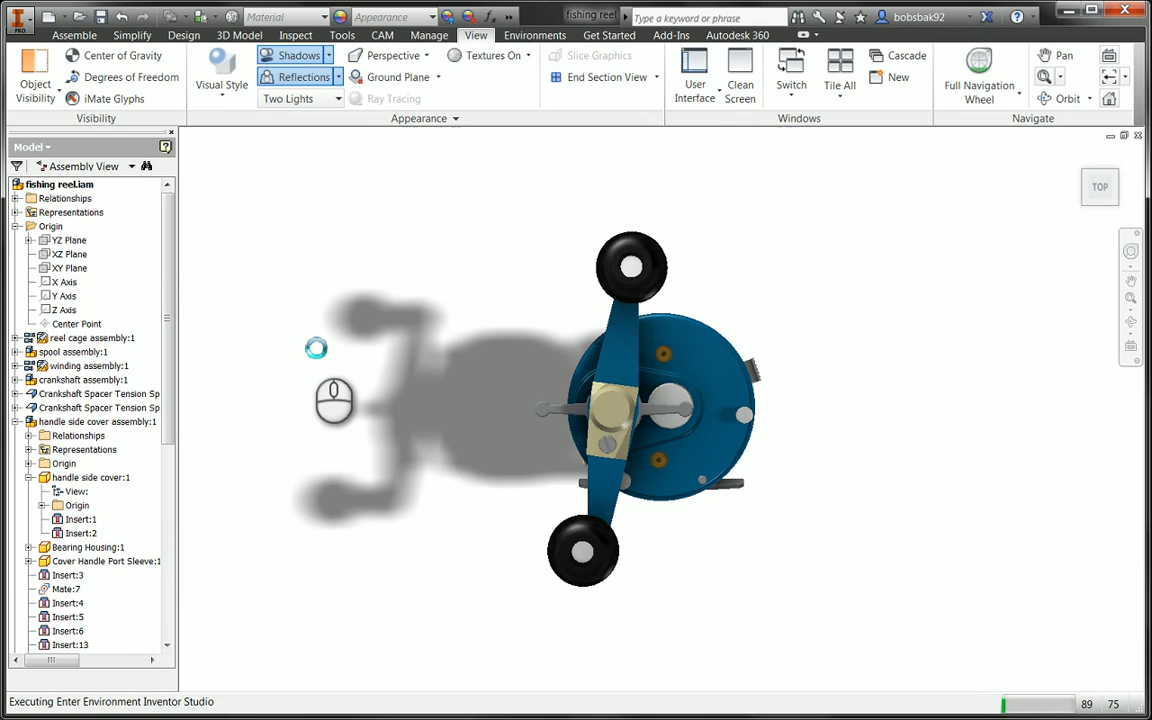 PRO
Material
Appearance
fishing reel
Type a keyword or phrase
bobsbak92
Assemble Simplify Design 3D Model Inspect Tools CAM Manage View Environments Get Started Add-Ins Autodesk 360
Object Visibility
Center of Gravity
Degrees of Freedom
iMate Glyphs
Visibility
Visual Style
Shadows
Reflections
Two Lights
Perspective
Ground Plane
Ray Tracing
Textures On
Slice Graphics
End Section View
Appearance
User Interface
Clean Screen
Switch
Tile All
Cascade
New
Windows
Full Navigation Wheel
Pan
Orbit
Navigate
Model
Assembly View
fishing reel.iam
Relationships
Representations
Origin
YZ Plane
XZ Plane
XY Plane
X Axis
Y Axis
Z Axis
Center Point
reel cage assembly:1
spool assembly:1
winding assembly:1
crankshaft assembly:1
Crankshaft Spacer Tension Sp
Crankshaft Spacer Tension Sp
handle side cover assembly:1
Relationships
Representations
Origin
handle side cover:1
View:
Origin
Insert:1
Insert:2
Bearing Housing:1
Cover Handle Port Sleeve:1
Insert:3
Mate:7
Insert:4
Insert:5
Insert:6
Insert:13
TOP
Executing Enter Environment Inventor Studio
89 75